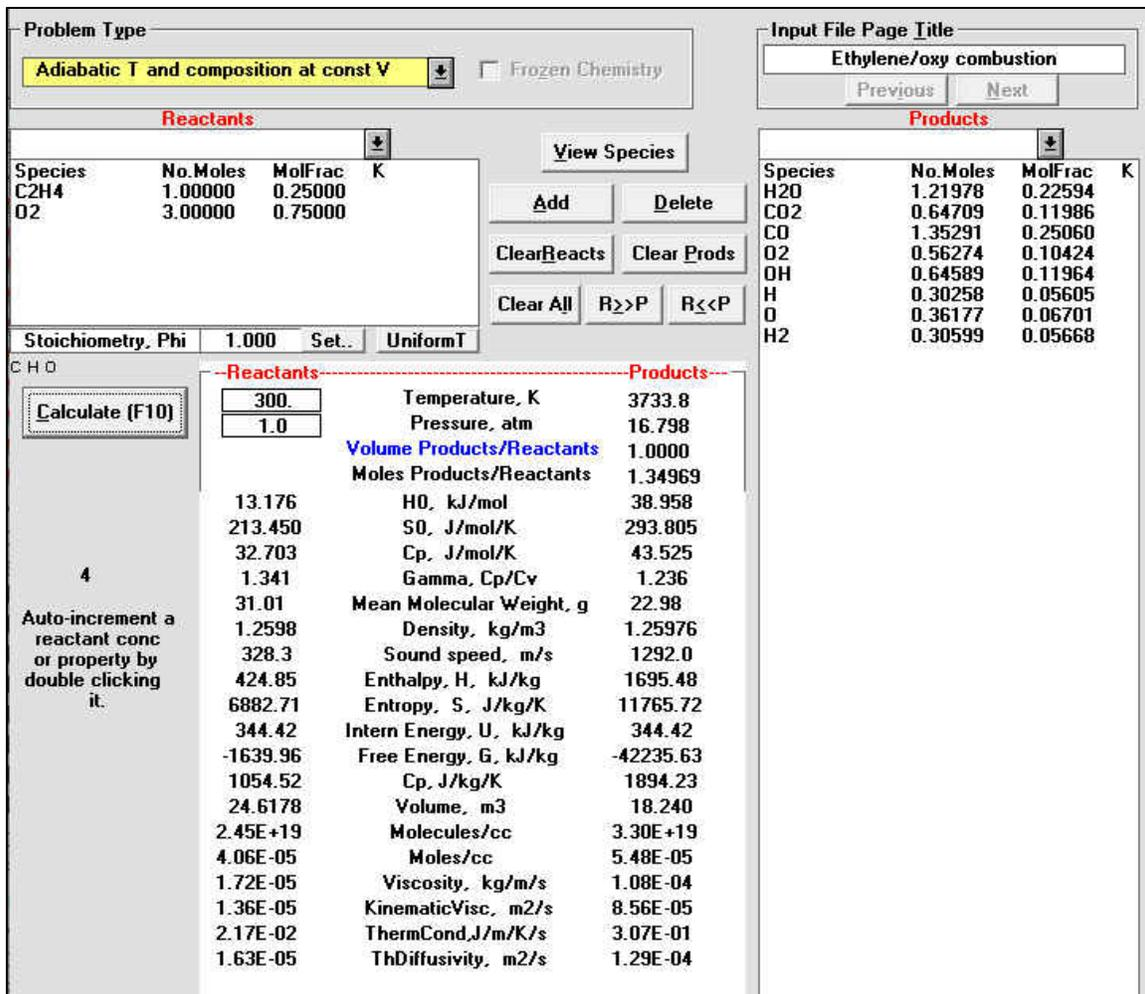 Problem Type
Adiabatic T and composition at const V
Frozen Chemistry
Input File Page Title
Ethylene/oxy combustion
Previous Next
Reactants
Species No.Moles MolFrac K
C2H4 1.00000 0.25000
O2 3.00000 0.75000
Stoichiometry, Phi 1.000 Set.. UniformT
View Species
Add Delete
ClearReacts Clear Prods
Clear All R>>P R<<P
Products
Species No.Moles MolFrac K
H2O 1.21978 0.22594
CO2 0.64709 0.11986
CO 1.35291 0.25060
O2 0.56274 0.10424
OH 0.64589 0.11964
H 0.30258 0.05605
O 0.36177 0.06701
H2 0.30599 0.05668
C H O
Calculate (F10)
4
Auto-increment a
reactant conc
or property by
double clicking
it.
--Reactants-----Products---
300. Temperature, K 3733.8
1.0 Pressure, atm 16.798
Volume Products/Reactants 1.0000
Moles Products/Reactants 1.34969
13.176 H0, kJ/mol 38.958
213.450 S0, J/mol/K 293.805
32.703 Cp, J/mol/K 43.525
1.341 Gamma, Cp/Cv 1.236
31.01 Mean Molecular Weight, g 22.98
1.2598 Density, kg/m3 1.25976
328.3 Sound speed, m/s 1292.0
424.85 Enthalpy, H, kJ/kg 1695.48
6882.71 Entropy, S, J/kg/K 11765.72
344.42 Intern Energy, U, kJ/kg 344.42
-1639.96 Free Energy, G, kJ/kg -42235.63
1054.52 Cp, J/kg/K 1894.23
24.6178 Volume, m3 18.240
2.45E+19 Molecules/cc 3.30E+19
4.06E-05 Moles/cc 5.48E-05
1.72E-05 Viscosity, kg/m/s 1.08E-04
1.36E-05 KinematicVisc, m2/s 8.56E-05
2.17E-02 ThermCond,J/m/K/s 3.07E-01
1.63E-05 ThDiffusivity, m2/s 1.29E-04